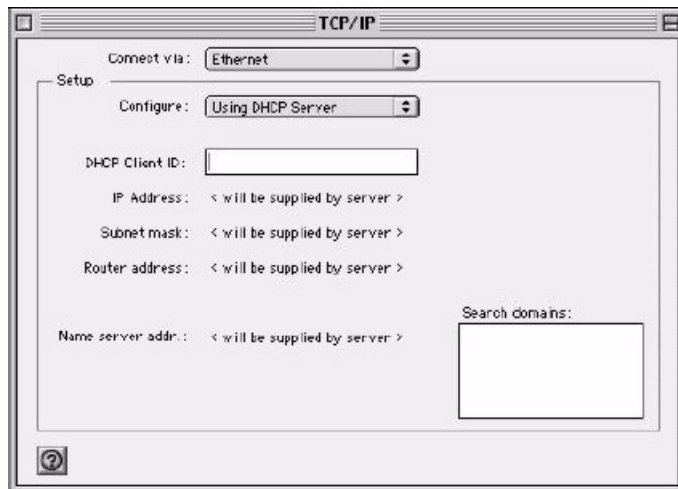 TCP/IP
Connect via: Ethernet
Setup
Configure: Using DHCP Server
DHCP Client ID:
IP Address: < will be supplied by server >
Subnet mask: < will be supplied by server >
Router address: < will be supplied by server >
Search domains:
Name server addr.: < will be supplied by server >
?